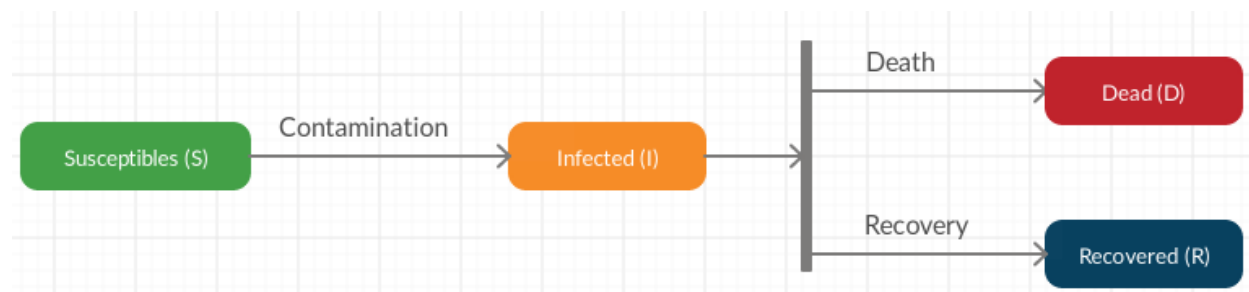 Susceptibles (S)
Contamination
Infected (I)
Death
Dead (D)
Recovery
Recovered (R)